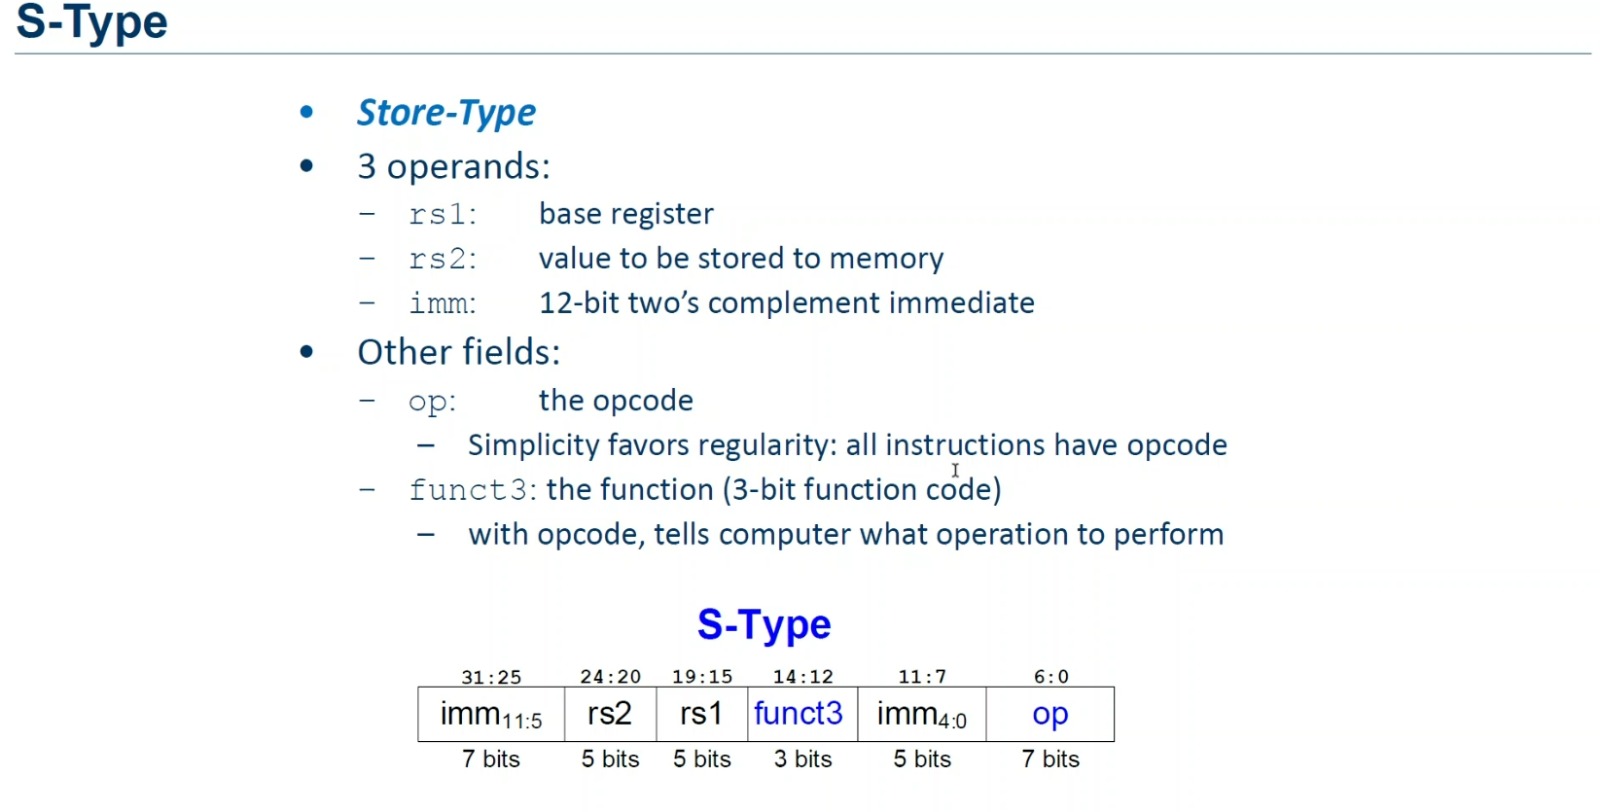 S-Type
• Store-Type
• 3 operands:
– rs1: base register
– rs2: value to be stored to memory
– imm: 12-bit two’s complement immediate
• Other fields:
– op: the opcode
– Simplicity favors regularity: all instructions have opcode
– funct3: the function (3-bit function code)
– with opcode, tells computer what operation to perform
S-Type
31:25 24:20 19:15 14:12 11:7 6:0
imm11:5 rs2 rs1 funct3 imm4:0 op
7 bits 5 bits 5 bits 3 bits 5 bits 7 bits